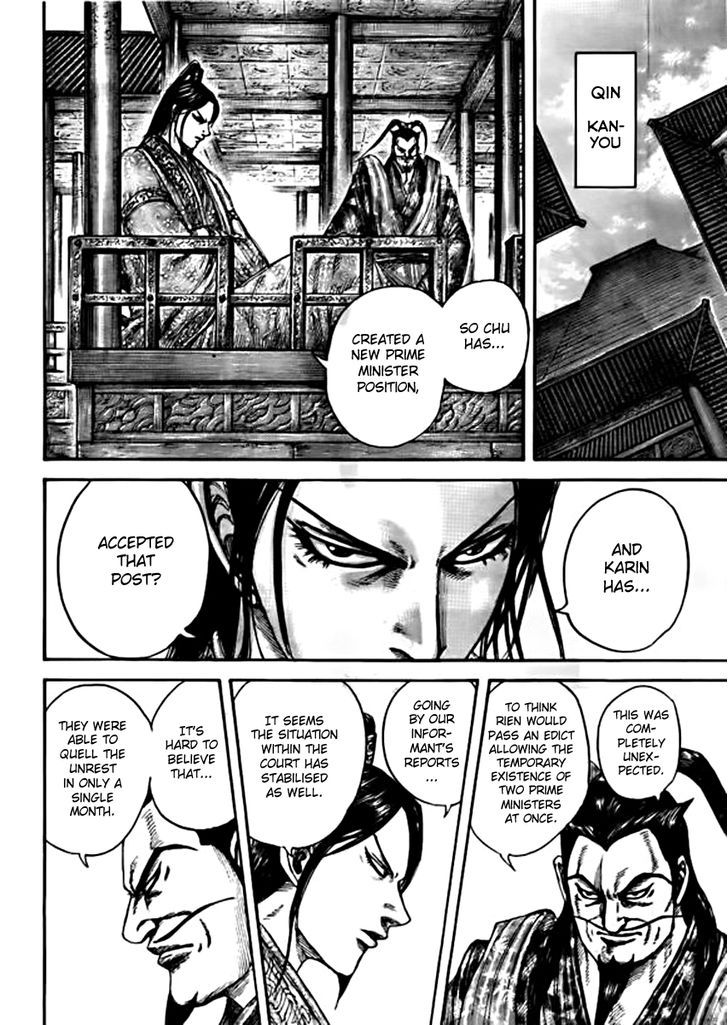 QIN
KAN-
YOU
SO CHU
HAS...
CREATED A
NEW PRIME
MINISTER
POSITION,
AND
KARIN
HAS...
ACCEPTED
THAT
POST?
THIS WAS
COM-
PLETELY
UNEX-
PECTED.
TO THINK
RIEN WOULD
PASS AN EDICT
ALLOWING THE
TEMPORARY
EXISTENCE OF
TWO PRIME
MINISTERS
AT ONCE.
GOING
BY OUR
INFOR-
MANT'S
REPORTS
...
IT SEEMS
THE SITUATION
WITHIN THE
COURT HAS
STABILISED
AS WELL.
IT'S
HARD TO
BELIEVE
THAT...
THEY WERE
ABLE TO
QUELL THE
UNREST
IN ONLY A
SINGLE
MONTH.